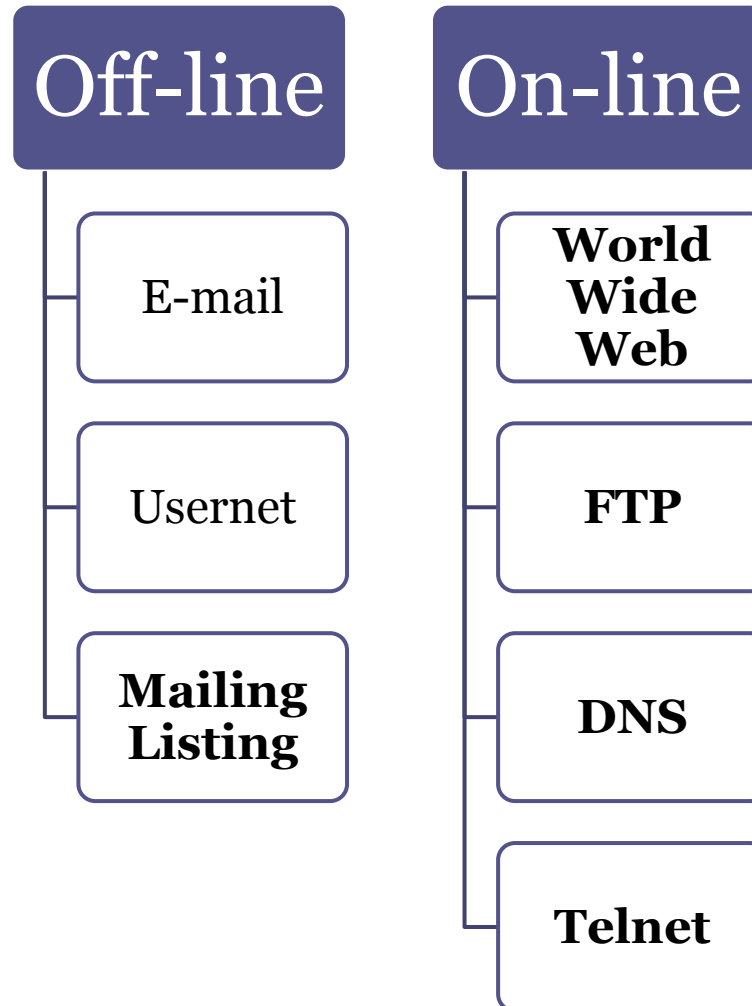 Off-line
E-mail
Usernet
Mailing
Listing
On-line
World
Wide
Web
FTP
DNS
Telnet